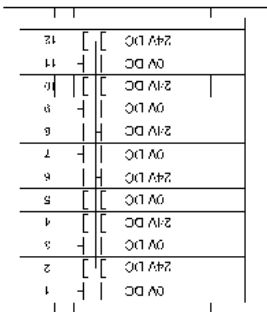 0V DC 1
24V DC 2
0V DC 3
24V DC 4
0V DC 5
24V DC 6
0V DC 7
24V DC 8
0V DC 9
24V DC 10
0V DC 11
24V DC 12